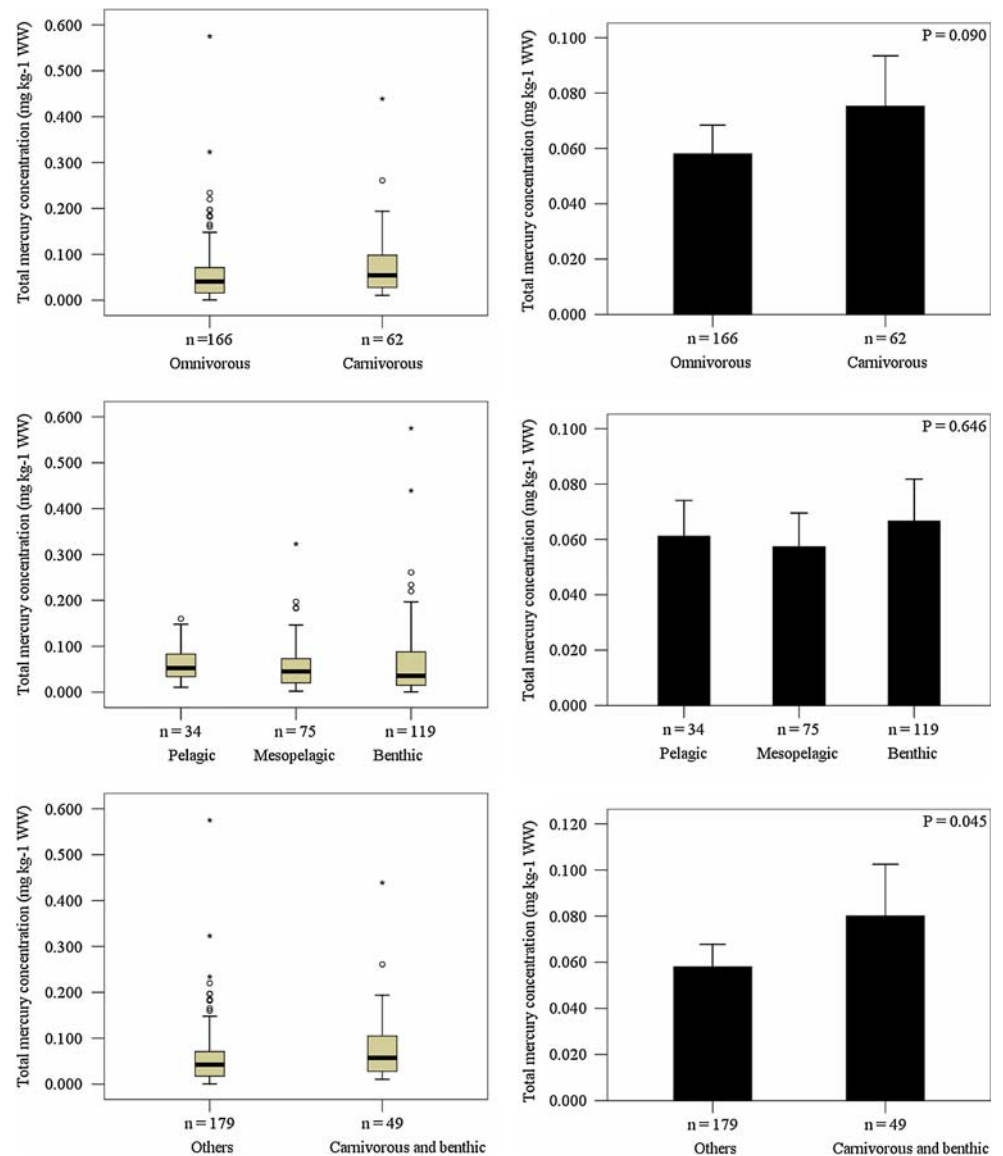 Total mercury concentration (mg kg-1 WW)
0.600
0.500
0.400
0.300
0.200
0.100
0.000
n=166
n=62
Omnivorous
Carnivorous
Total mercury concentration (mg kg-1 WW)
P = 0.090
0.100
0.080
0.060
0.040
0.020
0.000
n=166
n=62
Omnivorous
Carnivorous
Total mercury concentration (mg kg-1 WW)
0.600
0.500
0.400
0.300
0.200
0.100
0.000
n=34
n=75
n=119
Pelagic
Mesopelagic
Benthic
Total mercury concentration (mg kg-1 WW)
P = 0.646
0.100
0.080
0.060
0.040
0.020
0.000
n=34
n=75
n=119
Pelagic
Mesopelagic
Benthic
Total mercury concentration (mg kg-1 WW)
0.600
0.500
0.400
0.300
0.200
0.100
0.000
n=179
n=49
Others
Carnivorous and benthic
Total mercury concentration (mg kg-1 WW)
P = 0.045
0.120
0.100
0.080
0.060
0.040
0.020
0.000
n=179
n=49
Others
Carnivorous and benthic